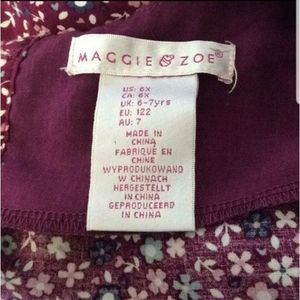 MAGGIE & ZOE®
US: 6X
CA: 6X
UK: 6-7yrs
EU: 122
AU: 7
MADE IN
CHINA
FABRIQUÉ EN
CHINE
WYPRODUKOWANO
W CHINACH
HERGESTELLT
IN CHINA
GEPRODUCEERD
IN CHINA